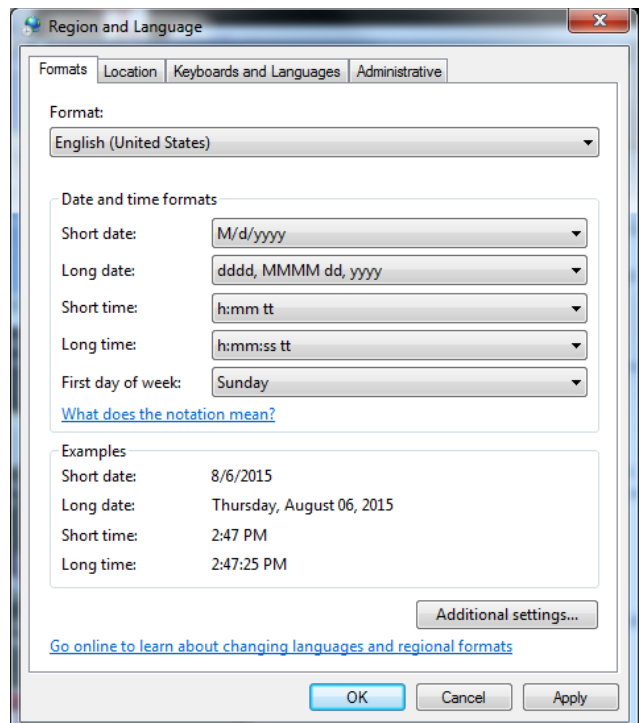 Region and Language
Formats Location Keyboards and Languages Administrative
Format:
English (United States)
Date and time formats
Short date: M/d/yyyy
Long date: dddd, MMMM dd, yyyy
Short time: h:mm tt
Long time: h:mm:ss tt
First day of week: Sunday
What does the notation mean?
Examples
Short date: 8/6/2015
Long date: Thursday, August 06, 2015
Short time: 2:47 PM
Long time: 2:47:25 PM
Additional settings...
Go online to learn about changing languages and regional formats
OK Cancel Apply